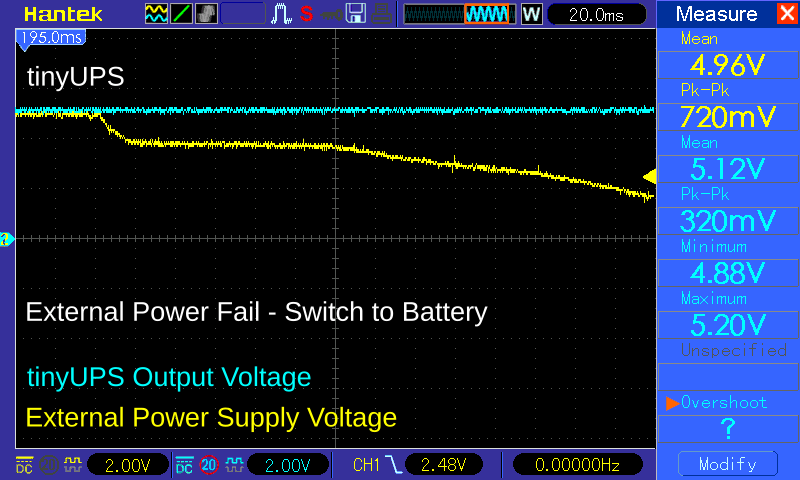 Hantek
S
W
20.0ms
Measure
195.0ms
tinyUPS
Mean
4.96V
Pk-Pk
720mV
Mean
5.12V
Pk-Pk
320mV
Minimum
4.88V
Maximum
5.20V
Unspecified
Overshoot
?
Modify
External Power Fail - Switch to Battery
tinyUPS Output Voltage
External Power Supply Voltage
DC 20 2.00V DC 20 2.00V CH1 2.48V 0.00000Hz